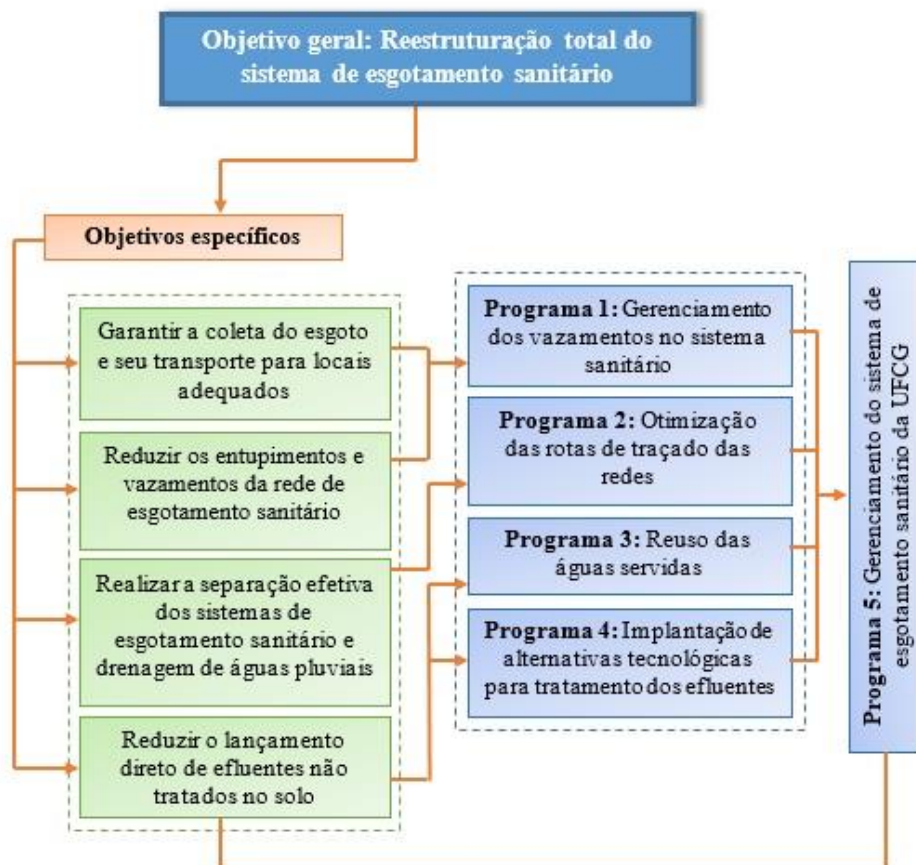 Objetivo geral: Reestruturação total do
sistema de esgotamento sanitário
Objetivos específicos
Garantir a coleta do esgoto
e seu transporte para locais
adequados
Reduzir os entupimentos e
vazamentos da rede de
esgotamento sanitário
Realizar a separação efetiva
dos sistemas de
esgotamento sanitário e
drenagem de águas pluviais
Reduzir o lançamento
direto de efluentes não
tratados no solo
Programa 1: Gerenciamento
dos vazamentos no sistema
sanitário
Programa 2: Otimização
das rotas de traçado das
redes
Programa 3: Reuso das
águas servidas
Programa 4: Implantação de
alternativas tecnológicas
para tratamento dos efluentes
Programa 5: Gerenciamento do sistema de
esgotamento sanitário da UFCG